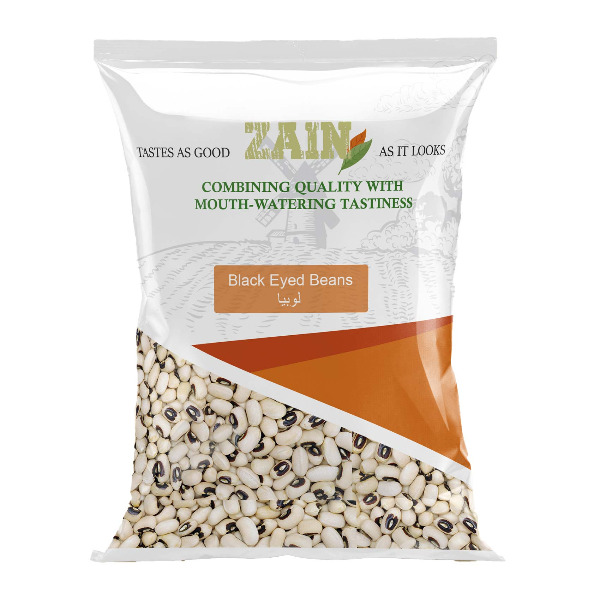 ZAIN
TASTES AS GOOD AS IT LOOKS
COMBINING QUALITY WITH
MOUTH-WATERING TASTINESS
Black Eyed Beans
لوبيا